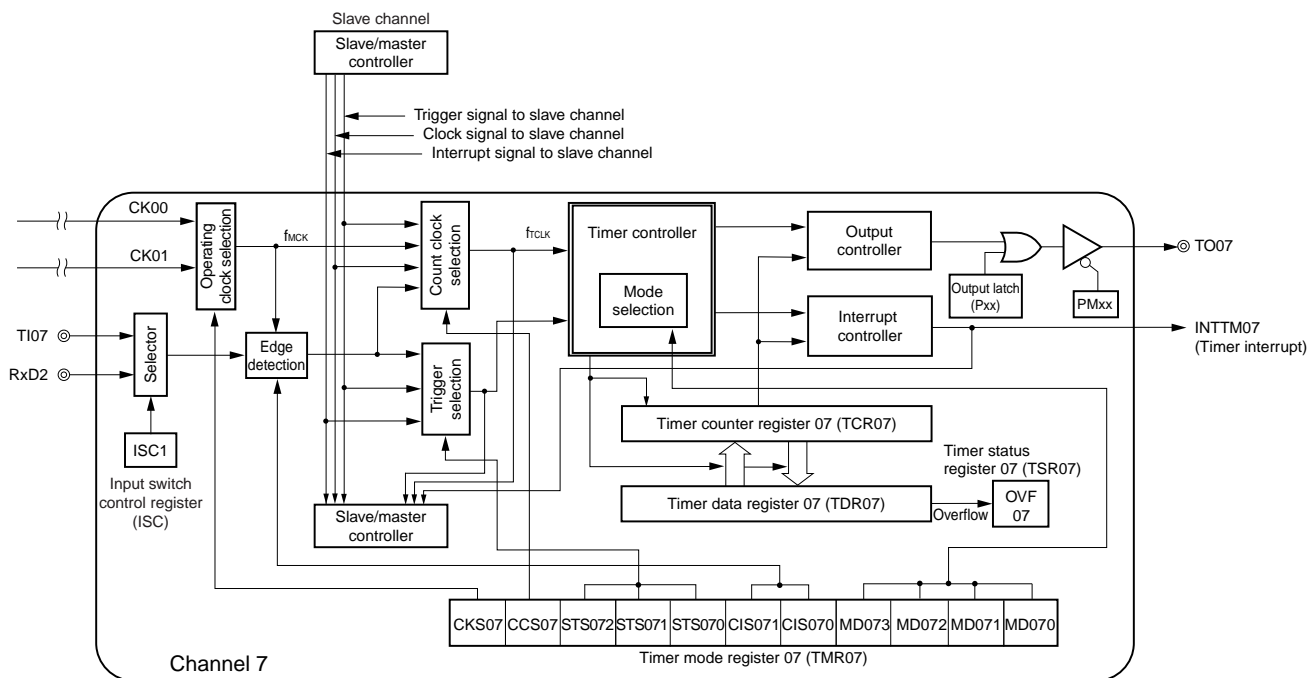 Slave channel
Slave/master
controller
Trigger signal to slave channel
Clock signal to slave channel
Interrupt signal to slave channel
CK00
CK01
Operating
clock selection
fMCK
Count clock
selection
fTCLK
Timer controller
Mode
selection
Output
controller
TO07
Output latch
(Pxx)
PMxx
Interrupt
controller
INTTM07
(Timer interrupt)
TI07
RxD2
Selector
Edge
detection
Trigger
selection
ISC1
Input switch
control register
(ISC)
Timer counter register 07 (TCR07)
Timer status
register 07 (TSR07)
Timer data register 07 (TDR07)
Overflow
OVF
07
Slave/master
controller
CKS07 CCS07 STS072 STS071 STS070 CIS071 CIS070 MD073 MD072 MD071 MD070
Timer mode register 07 (TMR07)
Channel 7